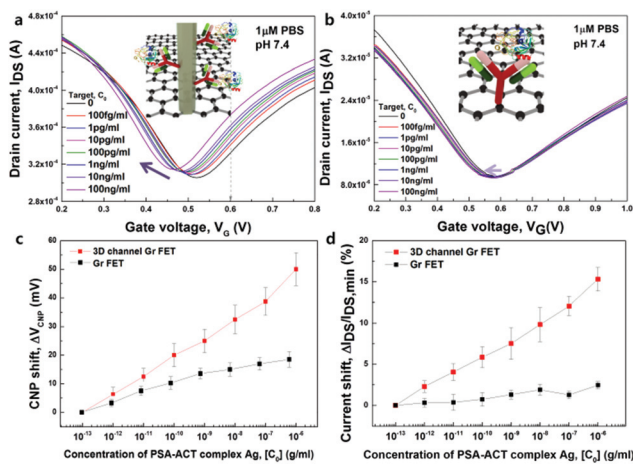 a
1μM PBS
pH 7.4
Drain current, I_DS (A)
4.8x10⁻⁴
4.4x10⁻⁴
4.0x10⁻⁴
3.6x10⁻⁴
3.2x10⁻⁴
2.8x10⁻⁴
Target, C₀
0
100fg/ml
1pg/ml
10pg/ml
100pg/ml
1ng/ml
10ng/ml
100ng/ml
0.2 0.3 0.4 0.5 0.6 0.7 0.8
Gate voltage, V_G (V)
b
1μM PBS
pH 7.4
Drain current, I_DS (A)
4.0x10⁻⁵
3.2x10⁻⁵
2.4x10⁻⁵
1.6x10⁻⁵
8.0x10⁻⁶
Target, C₀
0
100fg/ml
1pg/ml
10pg/ml
100pg/ml
1ng/ml
10ng/ml
100ng/ml
0.2 0.3 0.4 0.5 0.6 0.7 0.8 0.9 1.0
Gate voltage, VG(V)
c
3D channel Gr FET
Gr FET
CNP shift, ΔV_CNP (mV)
60
50
40
30
20
10
0
10⁻¹³ 10⁻¹² 10⁻¹¹ 10⁻¹⁰ 10⁻⁹ 10⁻⁸ 10⁻⁷ 10⁻⁶
Concentration of PSA-ACT complex Ag, [C₀] (g/ml)
d
3D channel Gr FET
Gr FET
Current shift, ΔI_DS/I_DS,min (%)
20
15
10
5
0
10⁻¹³ 10⁻¹² 10⁻¹¹ 10⁻¹⁰ 10⁻⁹ 10⁻⁸ 10⁻⁷ 10⁻⁶
Concentration of PSA-ACT complex Ag, [C₀] (g/ml)